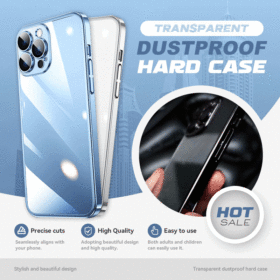 TRANSPARENT
DUSTPROOF
HARD CASE
Precise cuts
Seamlessly aligns with your phone.
High Quality
Adopting beautiful design and high quality.
Easy to use
Both adults and children can easily use it.
HOT
SALE
Stylish and beautiful design
Transparent dustproof hard case